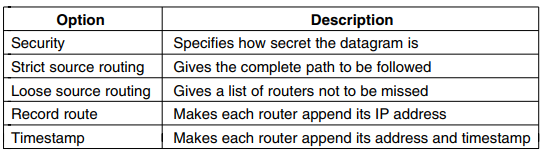 Option Description
Security Specifies how secret the datagram is
Strict source routing Gives the complete path to be followed
Loose source routing Gives a list of routers not to be missed
Record route Makes each router append its IP address
Timestamp Makes each router append its address and timestamp